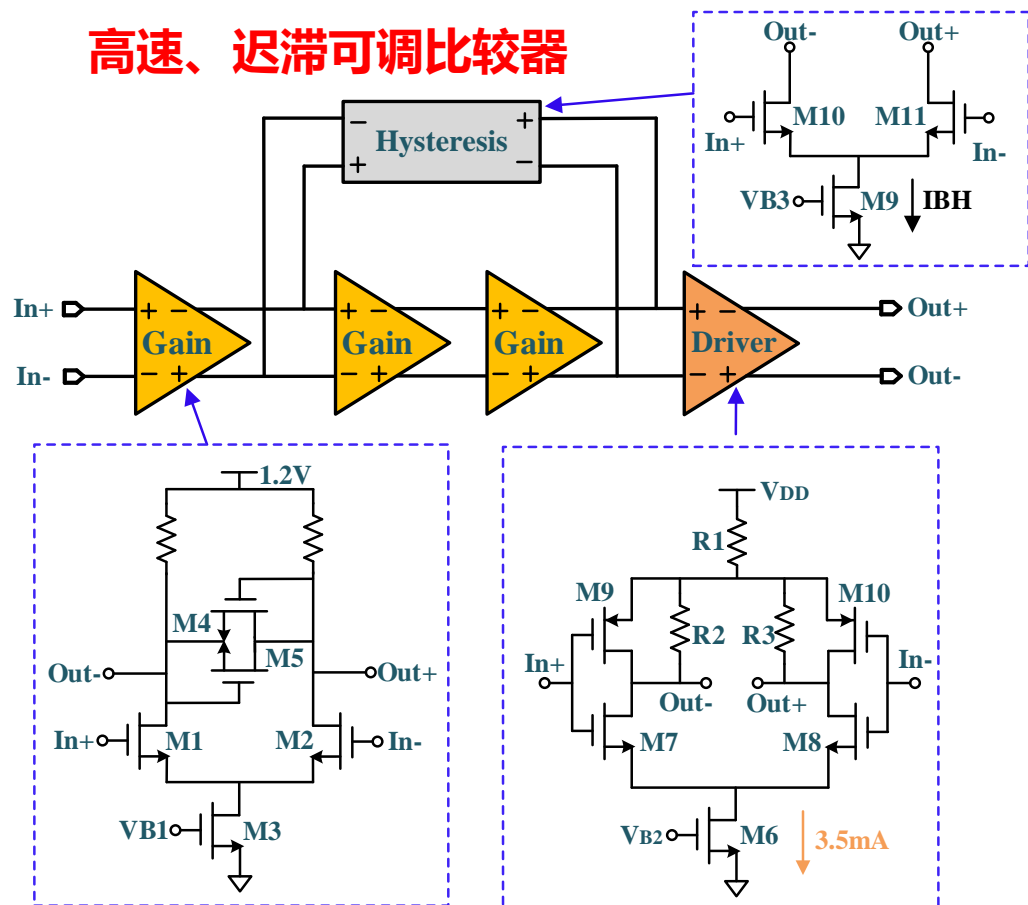 高速、迟滞可调比较器
Out-
Out+
M10
M11
In+
In-
VB3
M9
IBH
−
+
Hysteresis
+
−
In+
In-
+ −
Gain
− +
+ −
Gain
− +
+ −
Gain
− +
+ −
Driver
− +
Out+
Out-
1.2V
M4
M5
Out-
Out+
In+
M1
M2
In-
VB1
M3
VDD
R1
M9
M10
R2
R3
In+
In-
Out-
Out+
M7
M8
VB2
M6
3.5mA